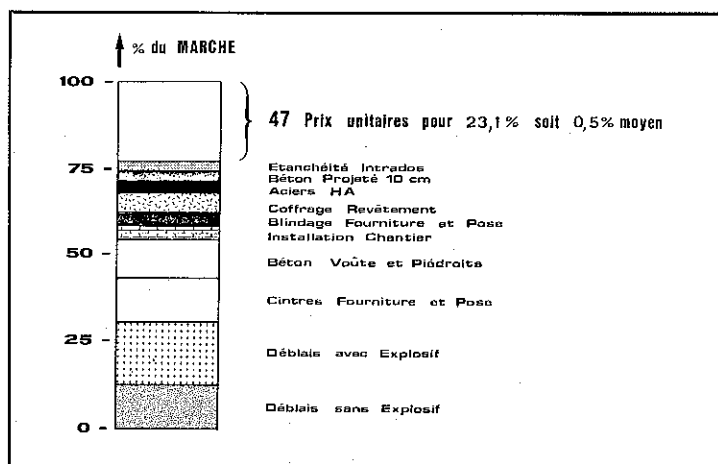 % du MARCHE
100 -
47 Prix unitaires pour 23,1% soit 0,5% moyen
75 -
Etanchéité Intrados
Béton Projeté 10 cm
Aciers HA
Coffrage Revêtement
Blindage Fourniture et Pose
Installation Chantier
50 -
Béton Voûte et Piédroits
Cintres Fourniture et Pose
25 -
Déblais avec Explosif
Déblais sans Explosif
0 -